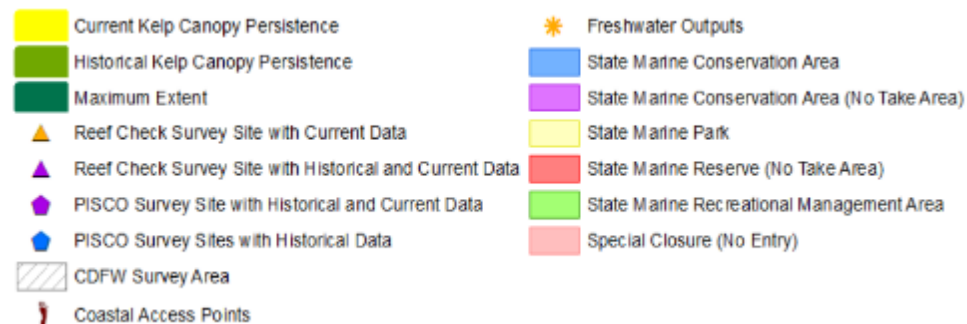 Current Kelp Canopy Persistence
Historical Kelp Canopy Persistence
Maximum Extent
Reef Check Survey Site with Current Data
Reef Check Survey Site with Historical and Current Data
PISCO Survey Site with Historical and Current Data
PISCO Survey Sites with Historical Data
CDFW Survey Area
Coastal Access Points
Freshwater Outputs
State Marine Conservation Area
State Marine Conservation Area (No Take Area)
State Marine Park
State Marine Reserve (No Take Area)
State Marine Recreational Management Area
Special Closure (No Entry)